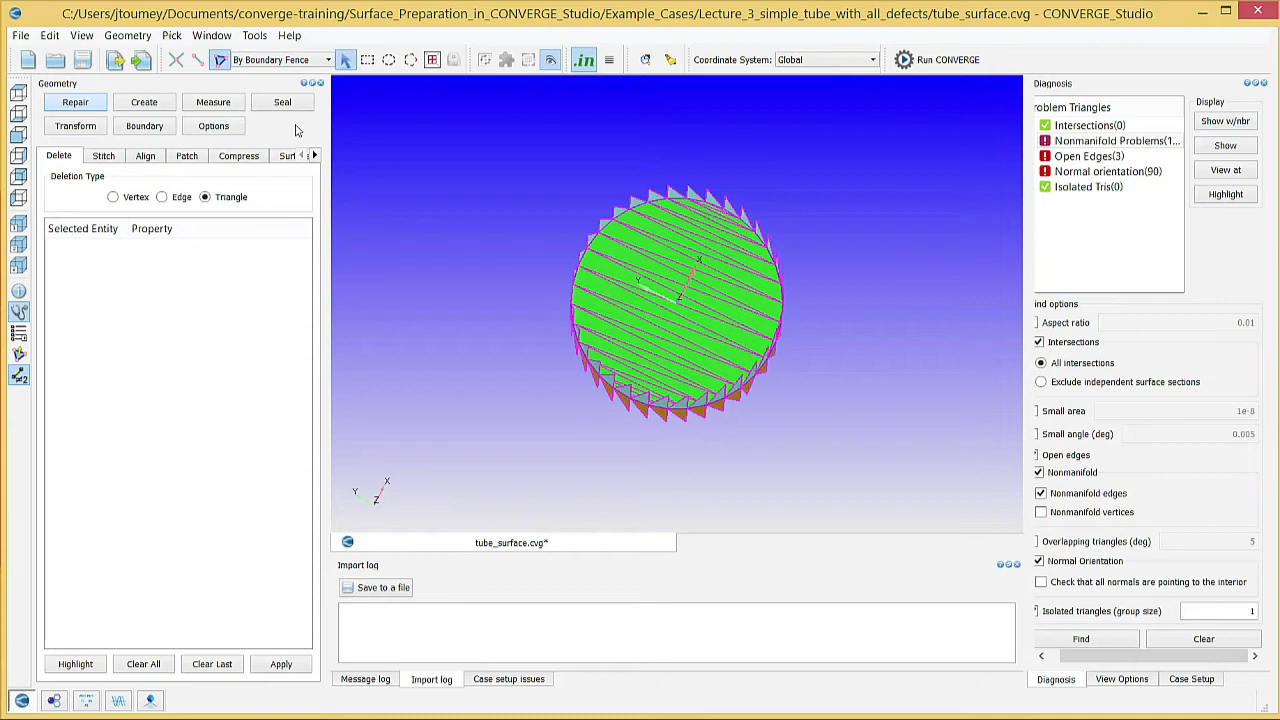 C:/Users/jtoumey/Documents/converge-training/Surface_Preparation_in_CONVERGE_Studio/Example_Cases/Lecture_3_simple_tube_with_all_defects/tube_surface.cvg - CONVERGE_Studio
File Edit View Geometry Pick Window Tools Help
By Boundary Fence .in Coordinate System: Global Run CONVERGE
Geometry
Repair Create Measure Seal
Transform Boundary Options
Delete Stitch Align Patch Compress Surf
Deletion Type
Vertex Edge Triangle
Selected Entity Property
Highlight Clear All Clear Last Apply
X
Y
Z
X
Y
Z
tube_surface.cvg*
Import log
Save to a file
Message log Import log Case setup issues
Diagnosis
roblem Triangles
Intersections(0)
Nonmanifold Problems(1...
Open Edges(3)
Normal orientation(90)
Isolated Tris(0)
Display
Show w/nbr
Show
View at
Highlight
ind options
Aspect ratio 0.01
Intersections
All intersections
Exclude independent surface sections
Small area 1e-8
Small angle (deg) 0.005
Open edges
Nonmanifold
Nonmanifold edges
Nonmanifold vertices
Overlapping triangles (deg) 5
Normal Orientation
Check that all normals are pointing to the interior
Isolated triangles (group size) 1
Find Clear
Diagnosis View Options Case Setup